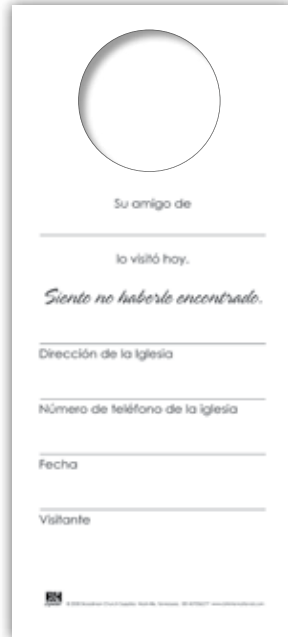 Su amigo de
lo visitó hoy.
Siento no haberle encontrado.
Dirección de la Iglesia
Número de teléfono de la iglesia
Fecha
Visitante